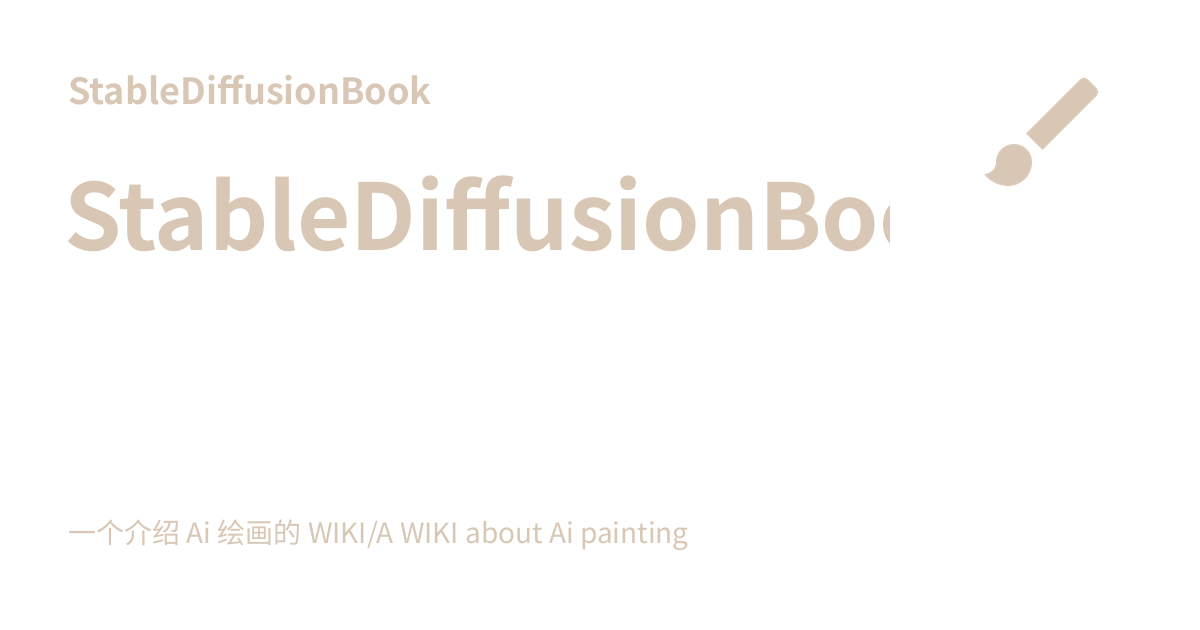 StableDiffusionBook
StableDiffusionBo
一个介绍 Ai 绘画的 WIKI/A WIKI about Ai painting